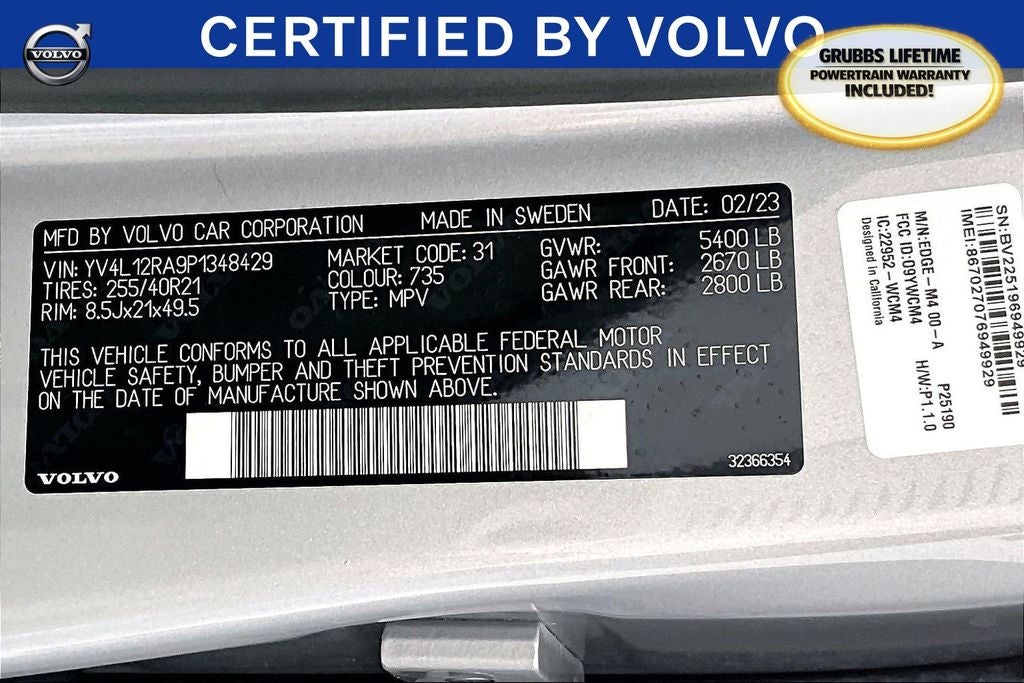 CERTIFIED BY VOLVO
VOLVO
GRUBBS LIFETIME
POWERTRAIN WARRANTY
INCLUDED!
MFD BY VOLVO CAR CORPORATION MADE IN SWEDEN DATE: 02/23
VIN: YV4L12RA9P1348429 MARKET CODE: 31 GVWR: 5400 LB
TIRES: 255/40R21 COLOUR: 735 GAWR FRONT: 2670 LB
RIM: 8.5Jx21x49.5 TYPE: MPV GAWR REAR: 2800 LB
THIS VEHICLE CONFORMS TO ALL APPLICABLE FEDERAL MOTOR
VEHICLE SAFETY, BUMPER AND THEFT PREVENTION STANDARDS IN EFFECT
ON THE DATE OF MANUFACTURE SHOWN ABOVE.
VOLVO
32366354
SN:BV2251969499929
IMEI:867027076949929
M/N:EDGE-M4 00-A P25190
FCC ID:O9YWCM4 H/W:P1.1.0
IC:22952-WCM4
Designed in California